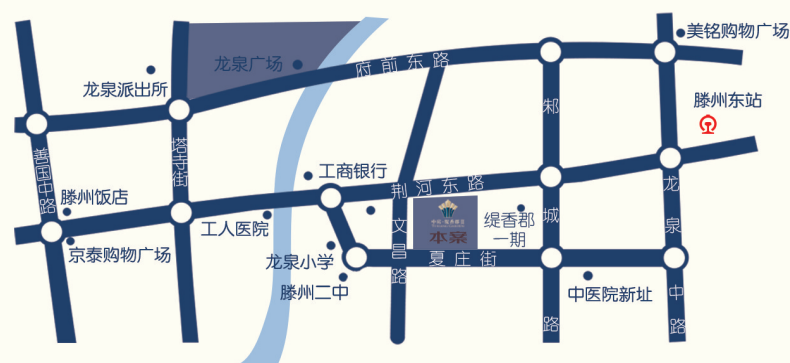 美铭购物广场
龙泉广场
府前东路
龙泉派出所
滕州东站
邾城路
塔寺街
善国中路
工商银行
荆河东路
龙泉中路
滕州饭店
本案
缇香郡
一期
文昌路
工人医院
京泰购物广场
龙泉小学
夏庄街
滕州二中
中医院新址